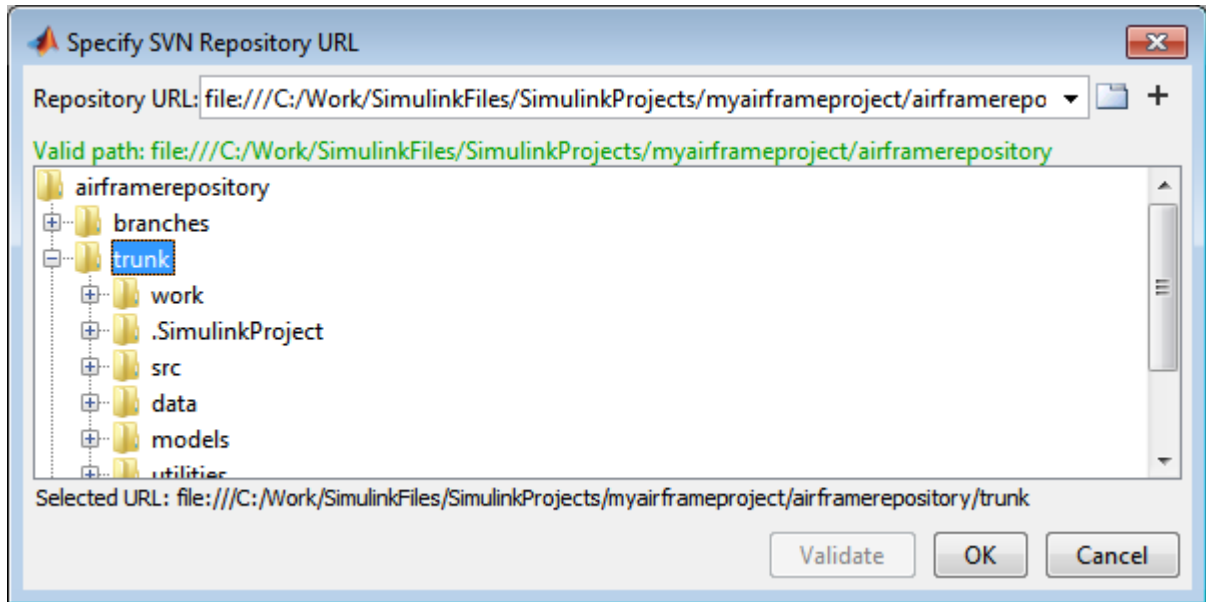 Specify SVN Repository URL
Repository URL: file:///C:/Work/SimulinkFiles/SimulinkProjects/myairframeproject/airframerepo
Valid path: file:///C:/Work/SimulinkFiles/SimulinkProjects/myairframeproject/airframerepository
airframerepository
branches
trunk
work
.SimulinkProject
src
data
models
utilities
Selected URL: file:///C:/Work/SimulinkFiles/SimulinkProjects/myairframeproject/airframerepository/trunk
Validate OK Cancel